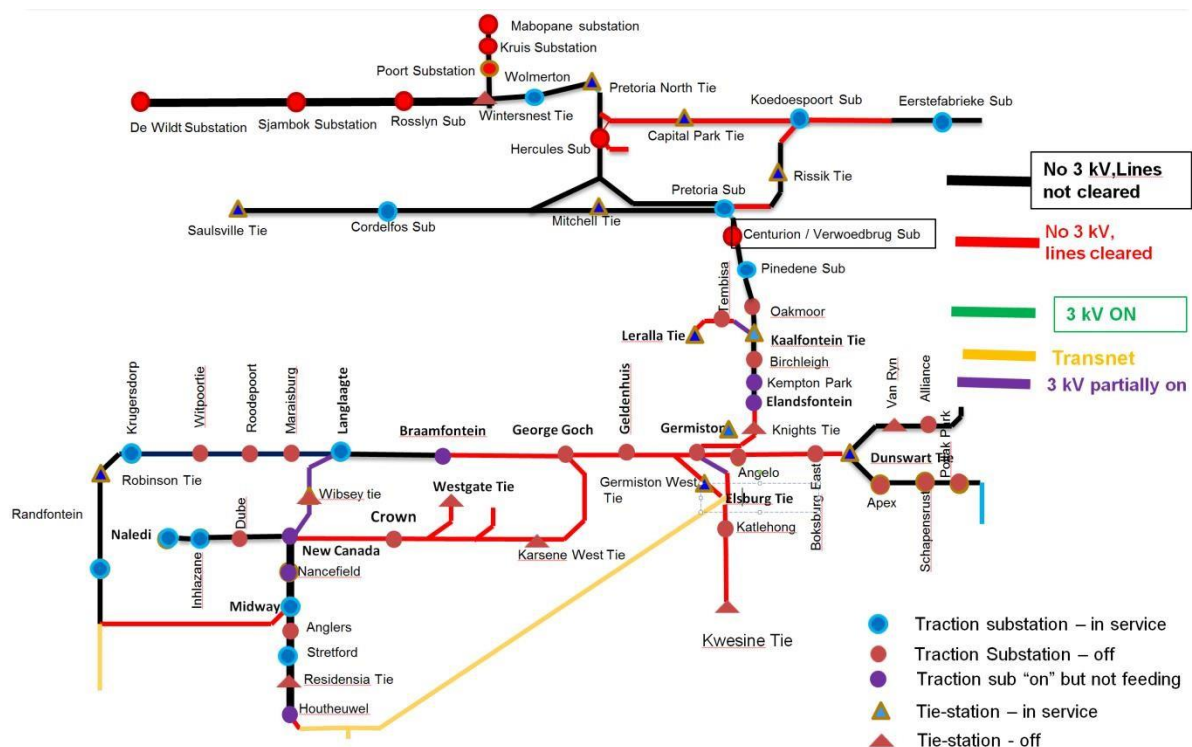 Mabopane substation
Kruis Substation
Poort Substation
Wolmerton
Pretoria North Tie
Koedoespoort Sub
Eerstefabrieke Sub
De Wildt Substation
Sjambok Substation
Rosslyn Sub
Wintersnest Tie
Capital Park Tie
Hercules Sub
Rissik Tie
Pretoria Sub
Saulsville Tie
Cordelfos Sub
Mitchell Tie
Centurion / Verwoedbrug Sub
Pinedene Sub
Tembisa
Oakmoor
Leralla Tie
Kaalfontein Tie
Birchleigh
Kempton Park
Elandsfontein
Knights Tie
No 3 kV,Lines
not cleared
No 3 kV,
lines cleared
3 kV ON
Transnet
3 kV partially on
Krugersdorp
Witpoortie
Roodepoort
Maraisburg
Langlaagte
Braamfontein
George Goch
Geldenhuis
Germiston
Van Ryn
Alliance
Pollak Park
Dunswart Tie
Robinson Tie
Wibsey tie
Westgate Tie
Germiston West
Tie
Angelo
Elsburg Tie
Boksburg East
Apex
Schapensrust
Randfontein
Naledi
Dube
Crown
Katlehong
Inhlazane
New Canada
Karsene West Tie
Nancefield
Midway
Anglers
Stretford
Residensia Tie
Houtheuwel
Kwesine Tie
Traction substation – in service
Traction Substation – off
Traction sub "on" but not feeding
Tie-station – in service
Tie-station - off